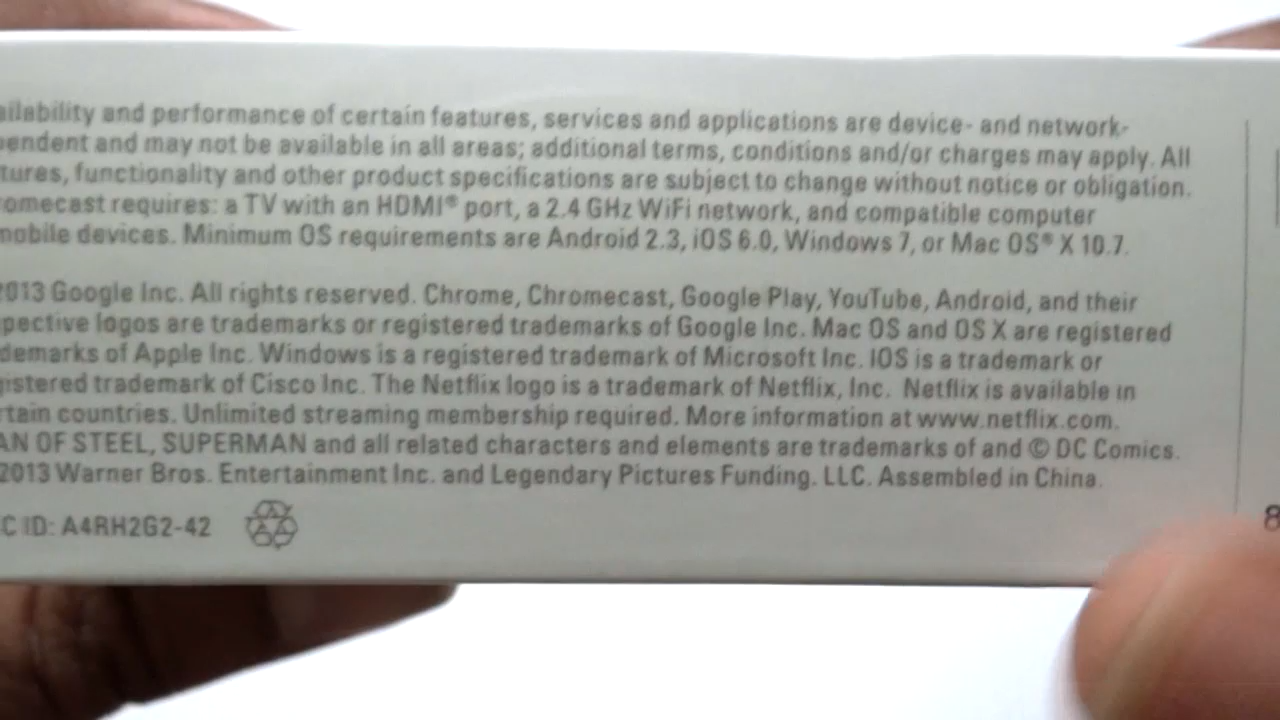 ailability and performance of certain features, services and applications are device- and network-
pendent and may not be available in all areas; additional terms, conditions and/or charges may apply. All
tures, functionality and other product specifications are subject to change without notice or obligation.
omecast requires: a TV with an HDMI® port, a 2.4 GHz WiFi network, and compatible computer
mobile devices. Minimum OS requirements are Android 2.3, iOS 6.0, Windows 7, or Mac OS® X 10.7.
2013 Google Inc. All rights reserved. Chrome, Chromecast, Google Play, YouTube, Android, and their
pective logos are trademarks or registered trademarks of Google Inc. Mac OS and OS X are registered
demarks of Apple Inc. Windows is a registered trademark of Microsoft Inc. IOS is a trademark or
gistered trademark of Cisco Inc. The Netflix logo is a trademark of Netflix, Inc. Netflix is available in
rtain countries. Unlimited streaming membership required. More information at www.netflix.com.
AN OF STEEL, SUPERMAN and all related characters and elements are trademarks of and © DC Comics.
2013 Warner Bros. Entertainment Inc. and Legendary Pictures Funding. LLC. Assembled in China.
C ID: A4RH2G2-42
8